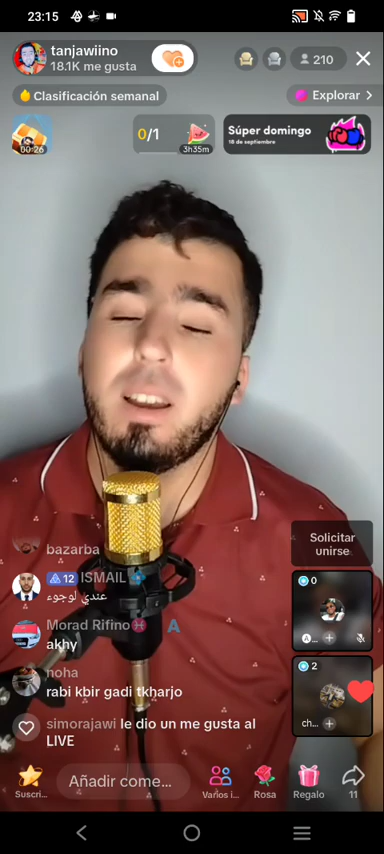 23:15
tanjawiino
18.1K me gusta
210
Clasificación semanal
Explorar >
00:26
0/1
3h35m
Súper domingo
18 de septiembre
Solicitar unirse
bazarba
12 ISMAIL
عندي لوجوء
0
A...
Morad Rifino A
akhy
noha
rabi kbir gadi tkharjo
2
ch...
simorajawi le dio un me gusta al
LIVE
Suscri...
Añadir come...
Varios i...
Rosa
Regalo
11